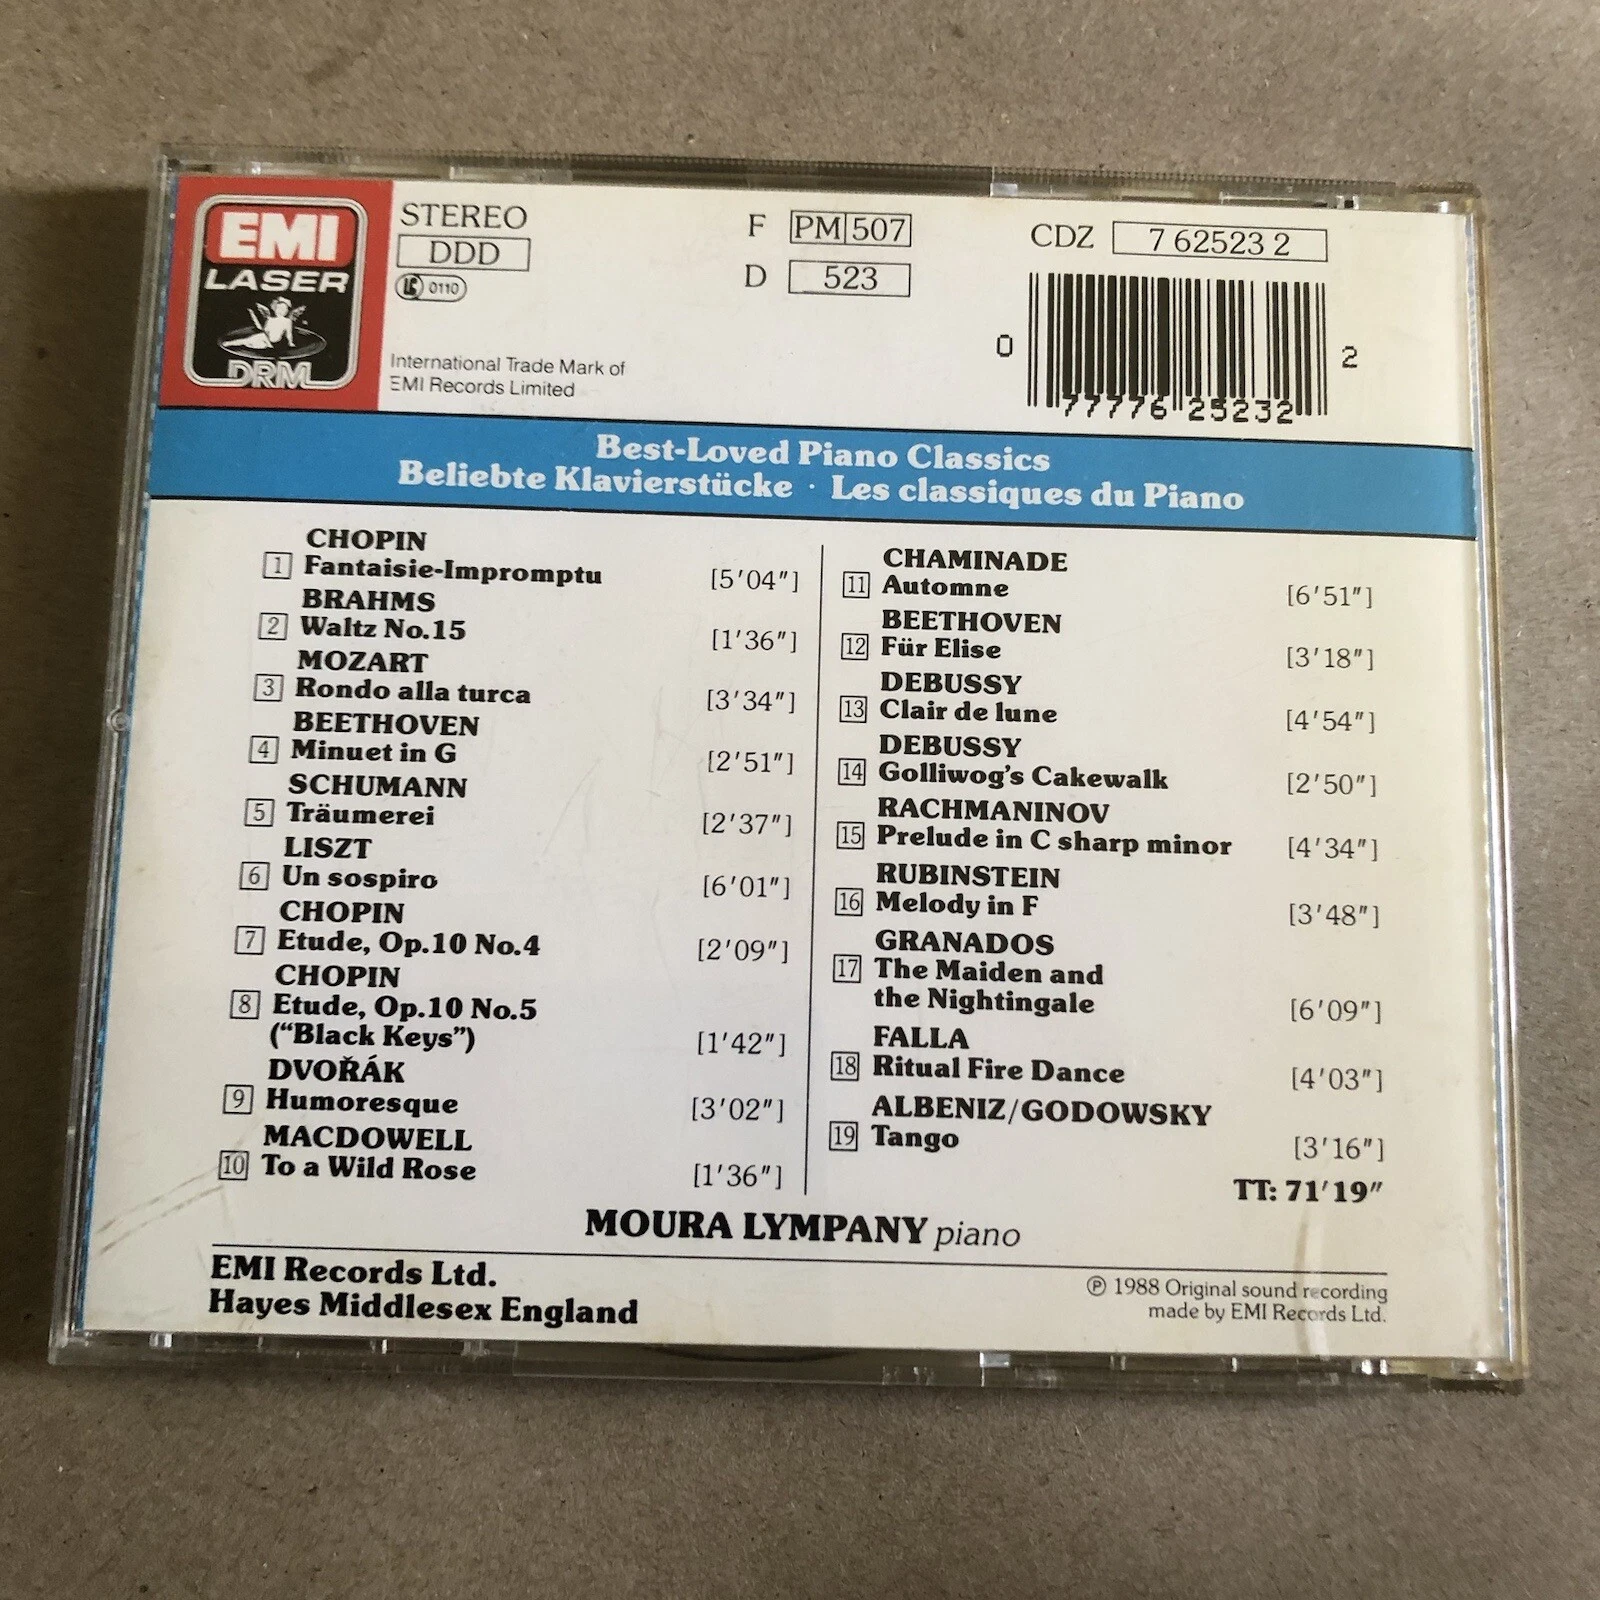 EMI
LASER
DRM
STEREO
DDD
LC 0110
International Trade Mark of
EMI Records Limited
F PM 507
D 523
CDZ 7 62523 2
0 77776 25232 2
Best-Loved Piano Classics
Beliebte Klavierstücke · Les classiques du Piano
CHOPIN
1 Fantaisie-Impromptu [5'04"]
BRAHMS
2 Waltz No.15 [1'36"]
MOZART
3 Rondo alla turca [3'34"]
BEETHOVEN
4 Minuet in G [2'51"]
SCHUMANN
5 Träumerei [2'37"]
LISZT
6 Un sospiro [6'01"]
CHOPIN
7 Etude, Op.10 No.4 [2'09"]
CHOPIN
8 Etude, Op.10 No.5
("Black Keys") [1'42"]
DVOŘÁK
9 Humoresque [3'02"]
MACDOWELL
10 To a Wild Rose [1'36"]
CHAMINADE
11 Automne [6'51"]
BEETHOVEN
12 Für Elise [3'18"]
DEBUSSY
13 Clair de lune [4'54"]
DEBUSSY
14 Golliwog's Cakewalk [2'50"]
RACHMANINOV
15 Prelude in C sharp minor [4'34"]
RUBINSTEIN
16 Melody in F [3'48"]
GRANADOS
17 The Maiden and
the Nightingale [6'09"]
FALLA
18 Ritual Fire Dance [4'03"]
ALBENIZ/GODOWSKY
19 Tango [3'16"]
TT: 71'19"
MOURA LYMPANY piano
EMI Records Ltd.
Hayes Middlesex England
℗ 1988 Original sound recording
made by EMI Records Ltd.